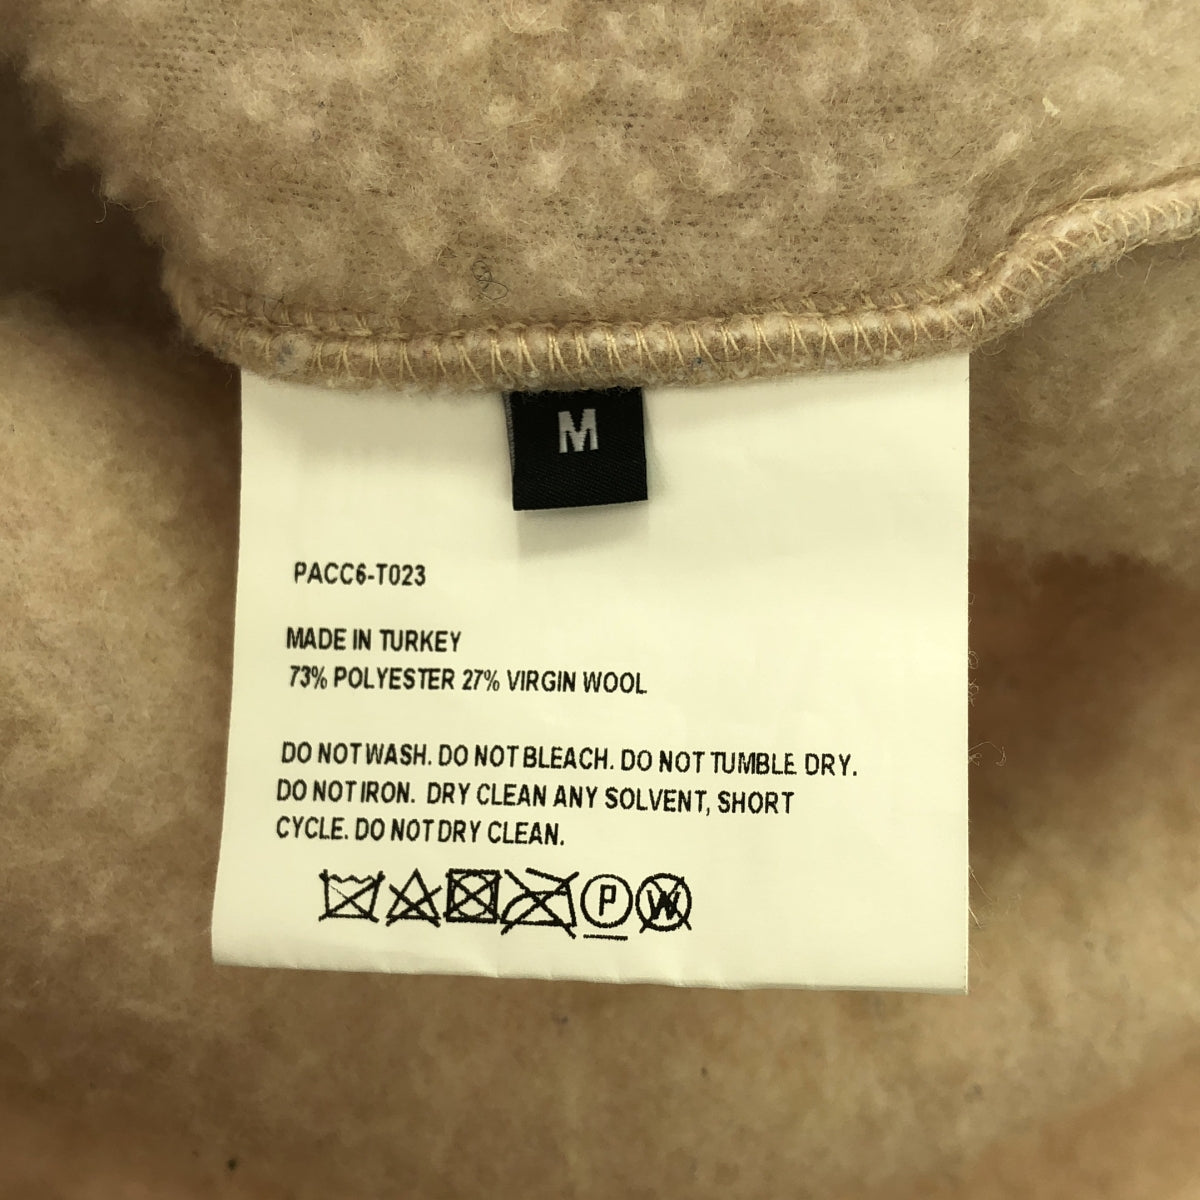 M
PACC6-T023
MADE IN TURKEY
73% POLYESTER 27% VIRGIN WOOL
DO NOT WASH. DO NOT BLEACH. DO NOT TUMBLE DRY.
DO NOT IRON. DRY CLEAN ANY SOLVENT, SHORT
CYCLE. DO NOT DRY CLEAN.
P W